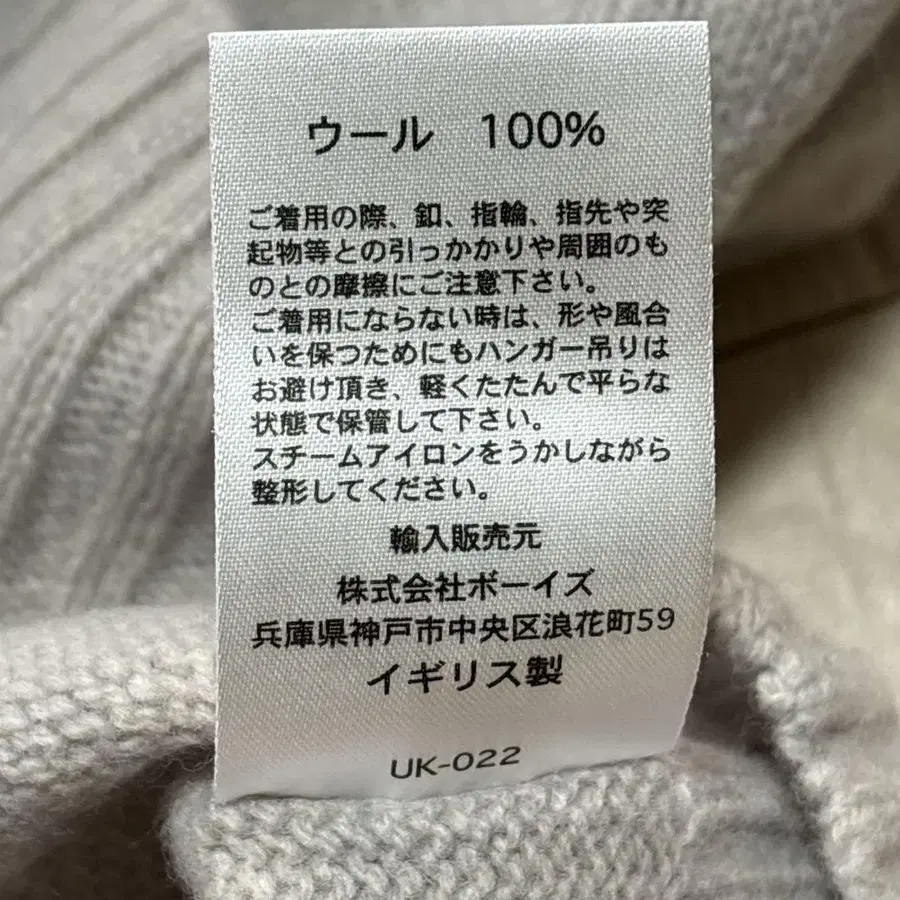 ウール 100%
ご着用の際、釦、指輪、指先や突
起物等との引っかかりや周囲のも
のとの摩擦にご注意下さい。
ご着用にならない時は、形や風合
いを保つためにもハンガー吊りは
お避け頂き、軽くたたんで平らな
状態で保管して下さい。
スチームアイロンをうかしながら
整形してください。
輸入販売元
株式会社ボーイズ
兵庫県神戸市中央区浪花町59
イギリス製
UK-022